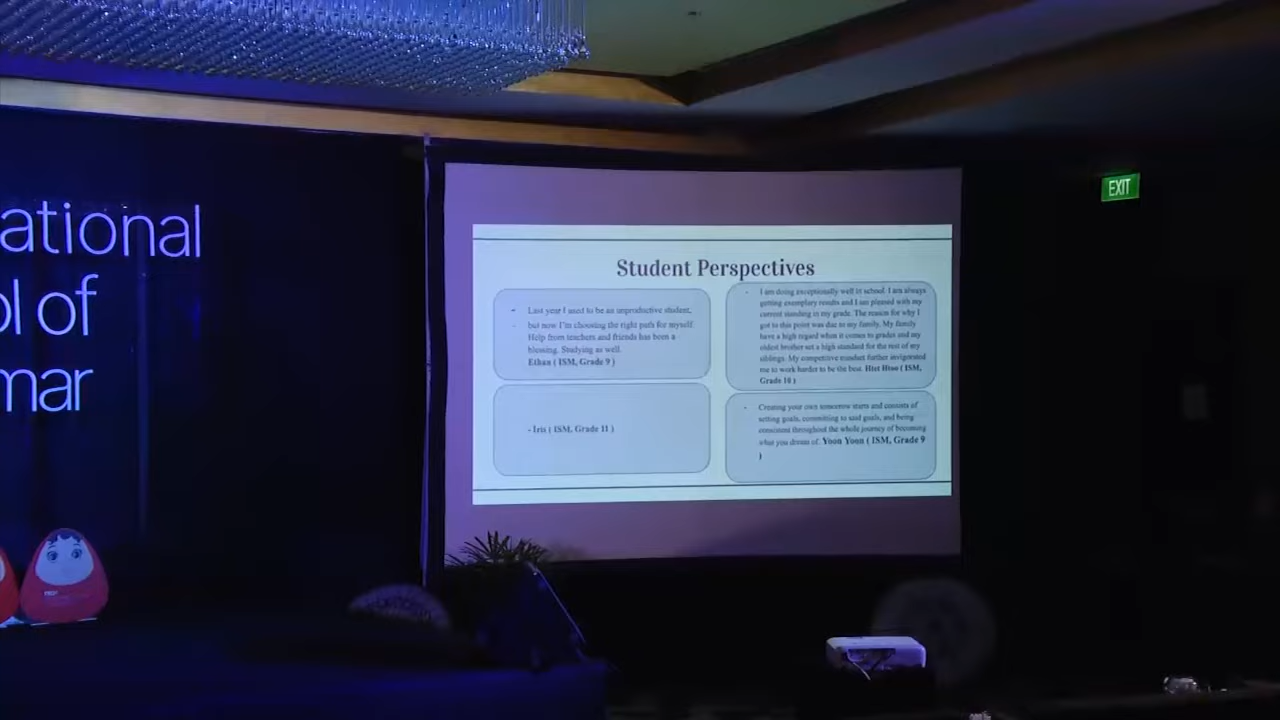 ational
ol of
mar
EXIT
Student Perspectives
- Last year I used to be an unproductive student,
- but now I'm choosing the right path for myself.
Help from teachers and friends has been a
blessing. Studying as well.
Ethan ( ISM, Grade 9 )
- I am doing exceptionally well in school. I am always
getting exemplary results and I am pleased with my
current standing in my grade. The reason for why I
got to this point was due to my family. My family
have a high regard when it comes to grades and my
oldest brother set a high standard for the rest of my
siblings. My competitive mindset further invigorated
me to work harder to be the best. Htet Htoo ( ISM,
Grade 10 )
- Iris ( ISM, Grade 11 )
- Creating your own tomorrow starts and consists of
setting goals, committing to said goals, and being
consistent throughout the whole journey of becoming
what you dream of. Yoon Yoon ( ISM, Grade 9
)